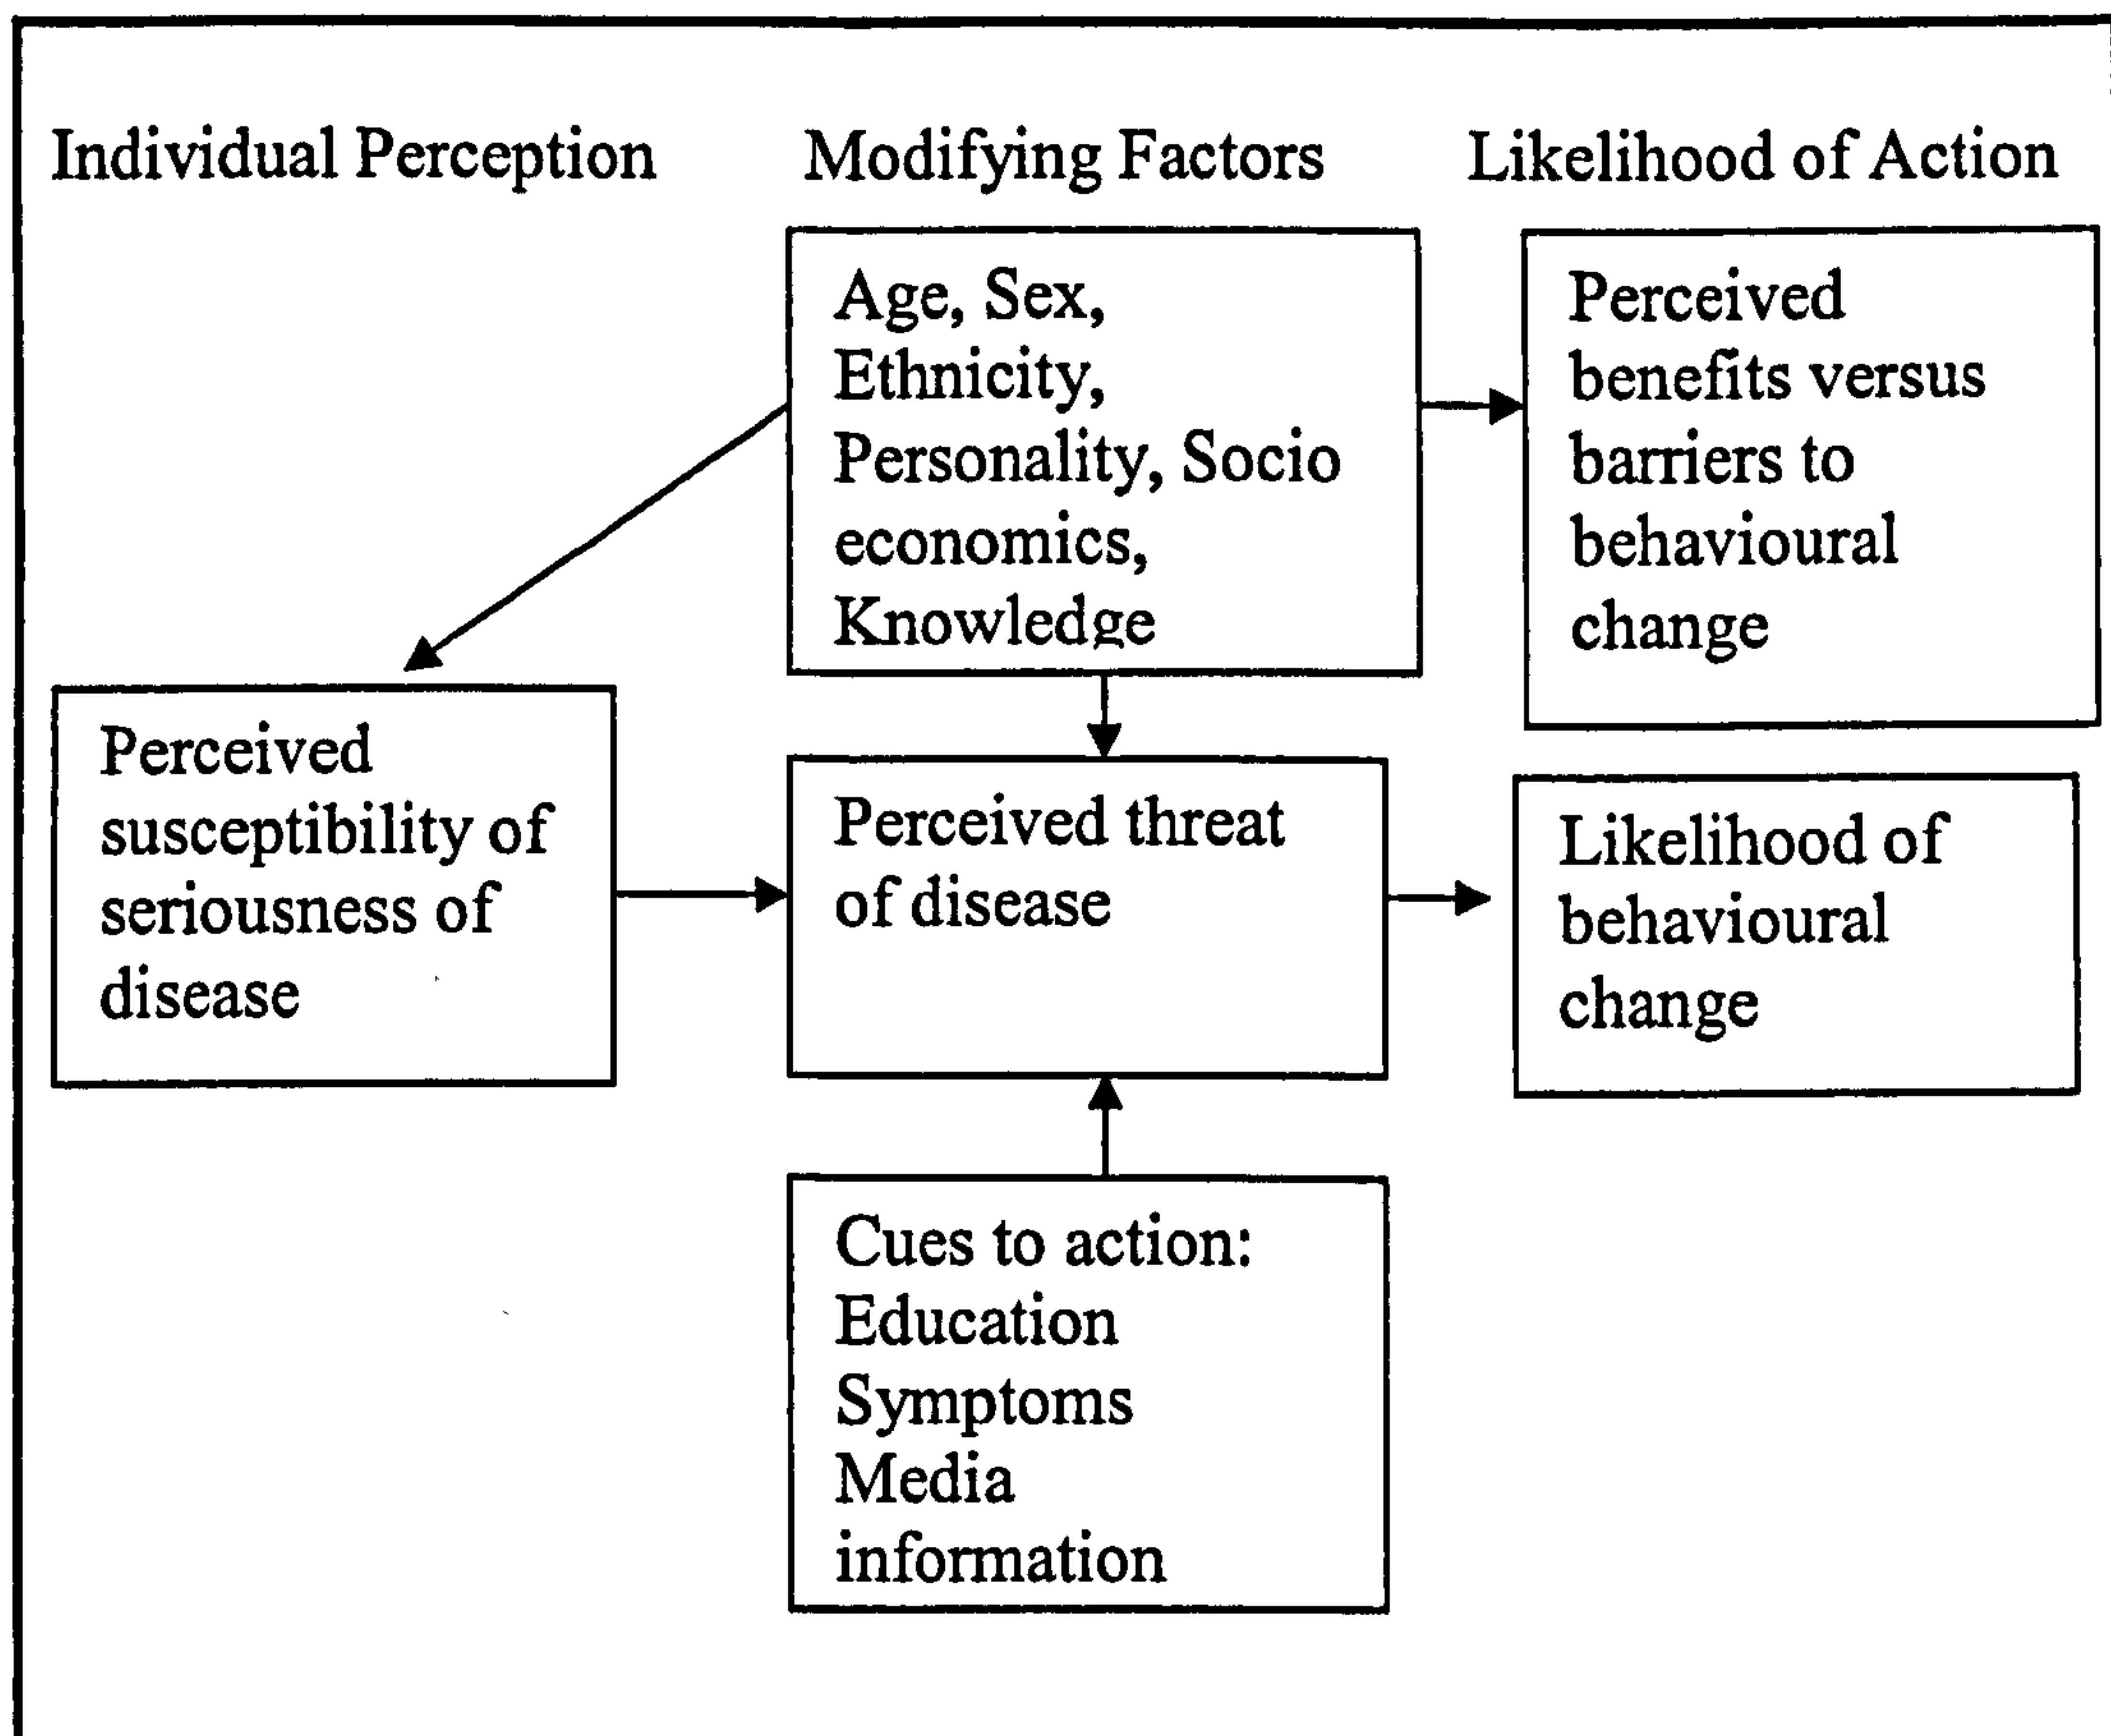 Individual Perception
Modifying Factors
Likelihood of Action
Age, Sex,
Ethnicity,
Personality, Socio
economics,
Knowledge
Perceived
benefits versus
barriers to
behavioural
change
Perceived
susceptibility of
seriousness of
disease
Perceived threat
of disease
Likelihood of
behavioural
change
Cues to action:
Education
Symptoms
Media
information